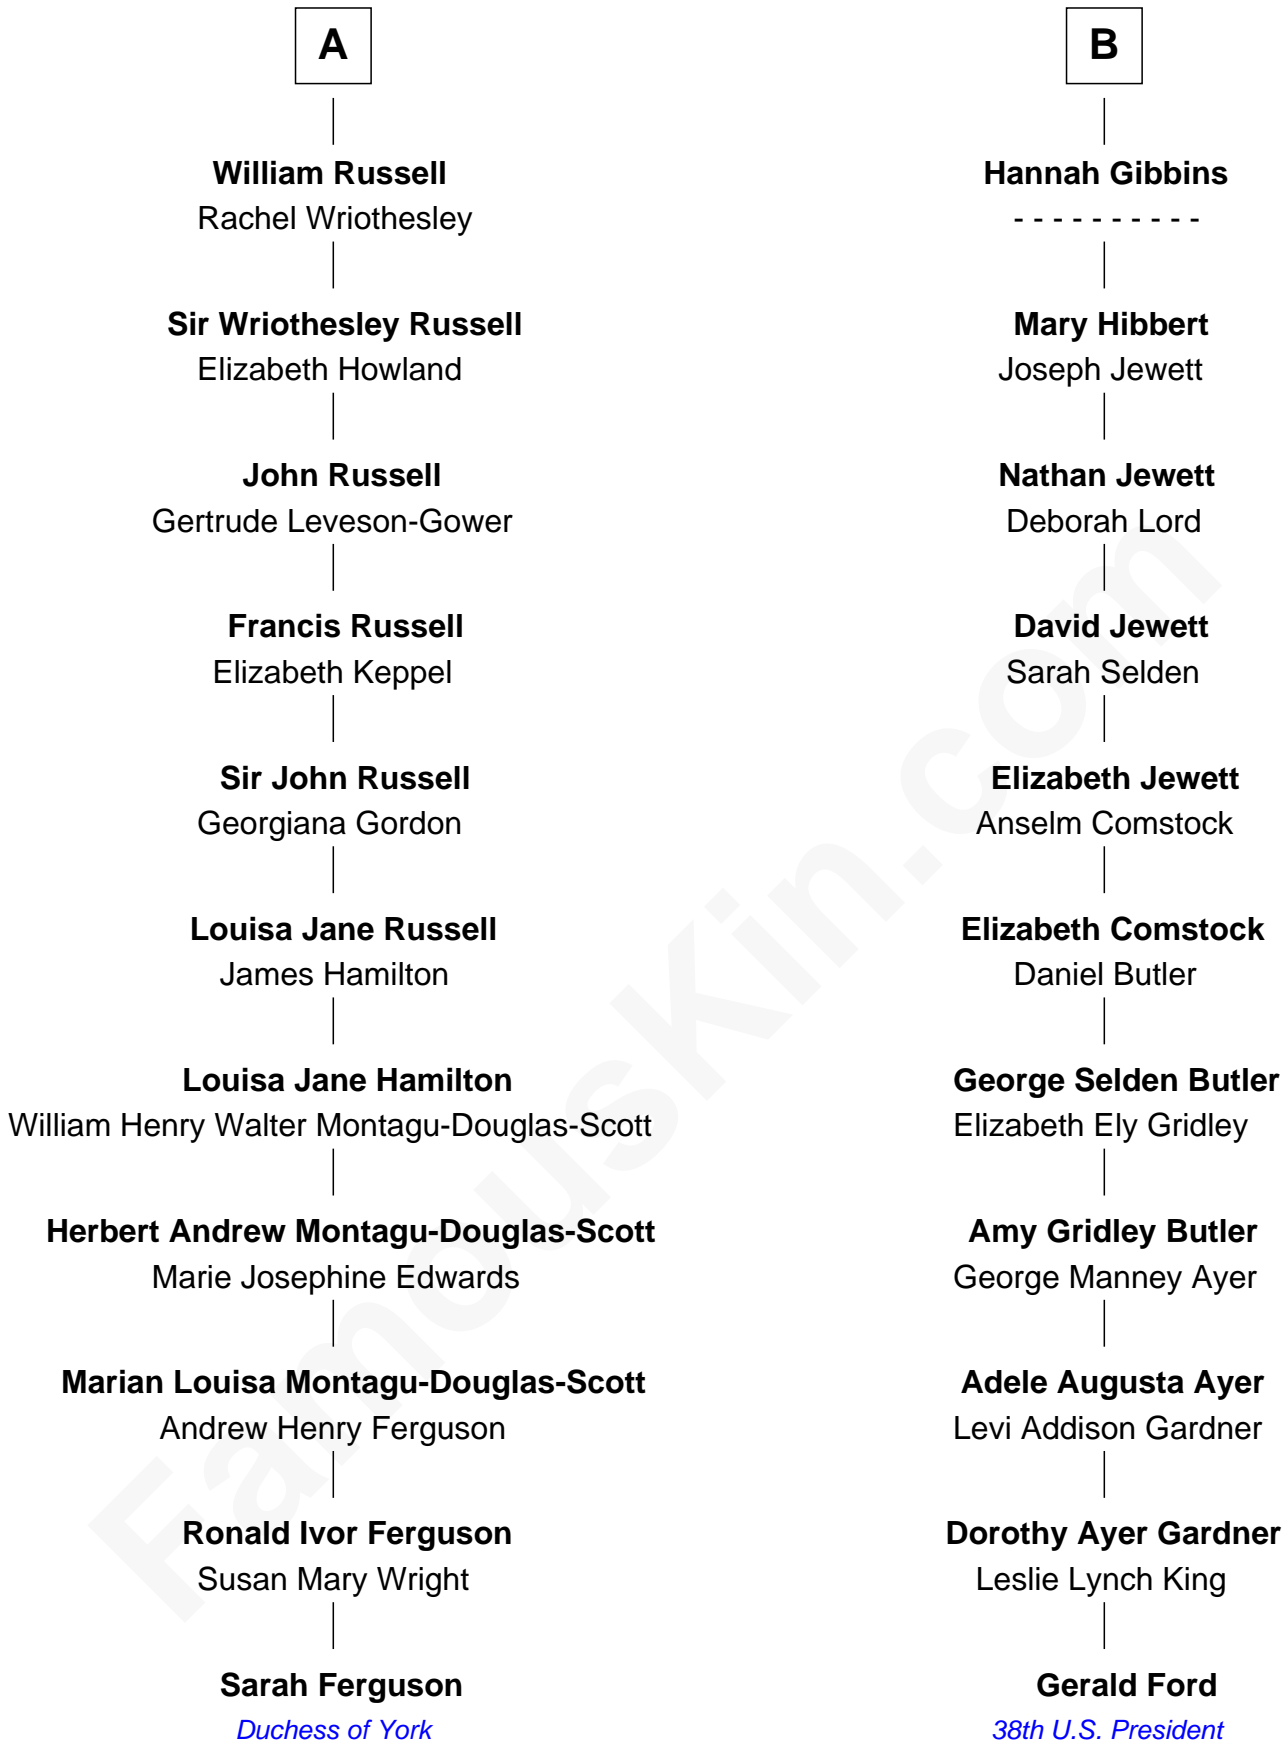 A
William Russell
Rachel Wriothesley
Sir Wriothesley Russell
Elizabeth Howland
John Russell
Gertrude Leveson-Gower
Francis Russell
Elizabeth Keppel
Sir John Russell
Georgiana Gordon
Louisa Jane Russell
James Hamilton
Louisa Jane Hamilton
William Henry Walter Montagu-Douglas-Scott
Herbert Andrew Montagu-Douglas-Scott
Marie Josephine Edwards
Marian Louisa Montagu-Douglas-Scott
Andrew Henry Ferguson
Ronald Ivor Ferguson
Susan Mary Wright
Sarah Ferguson
Duchess of York
B
Hannah Gibbins
- - - - - - - - - -
Mary Hibbert
Joseph Jewett
Nathan Jewett
Deborah Lord
David Jewett
Sarah Selden
Elizabeth Jewett
Anselm Comstock
Elizabeth Comstock
Daniel Butler
George Selden Butler
Elizabeth Ely Gridley
Amy Gridley Butler
George Manney Ayer
Adele Augusta Ayer
Levi Addison Gardner
Dorothy Ayer Gardner
Leslie Lynch King
Gerald Ford
38th U.S. President
FamousKin.com